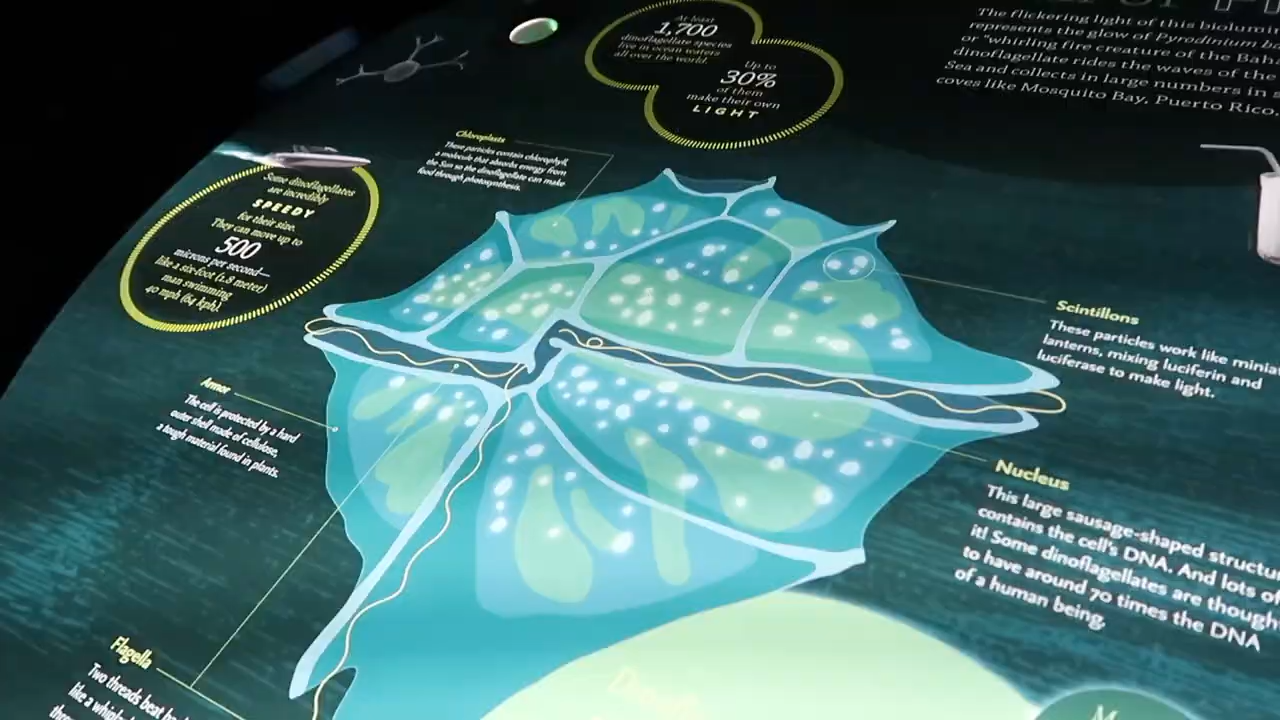 At least
1,700
dinoflagellate species
live in ocean waters
all over the world.
Up to
30%
of them
make their own
LIGHT
The flickering light of this biolumin
represents the glow of Pyrodinium ba
or "whirling fire creature of the Baha
dinoflagellate rides the waves of the
Sea and collects in large numbers in s
coves like Mosquito Bay, Puerto Rico.
Chloroplasts
These particles contain chlorophyll,
a molecule that absorbs energy from
the Sun so the dinoflagellate can make
food through photosynthesis.
Some dinoflagellates
are incredibly
SPEEDY
for their size.
They can move up to
500
microns per second—
like a six-foot (1.8 meter)
man swimming
40 mph (64 kph).
Scintillons
These particles work like minia
lanterns, mixing luciferin and
luciferase to make light.
Armor
The cell is protected by a hard
outer shell made of cellulose,
a tough material found in plants.
Nucleus
This large sausage-shaped structu
contains the cell's DNA. And lots of
it! Some dinoflagellates are though
to have around 70 times the DNA
of a human being.
Flagella
Two threads beat
like a